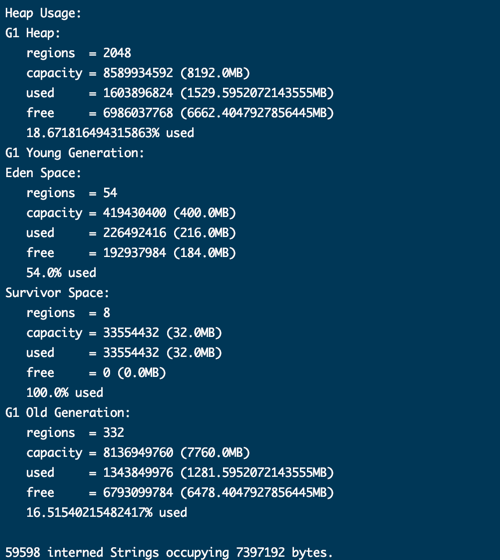 Heap Usage:
G1 Heap:
   regions  = 2048
   capacity = 8589934592 (8192.0MB)
   used     = 1603896824 (1529.5952072143555MB)
   free     = 6986037768 (6662.4047927856445MB)
   18.671816494315863% used
G1 Young Generation:
Eden Space:
   regions  = 54
   capacity = 419430400 (400.0MB)
   used     = 226492416 (216.0MB)
   free     = 192937984 (184.0MB)
   54.0% used
Survivor Space:
   regions  = 8
   capacity = 33554432 (32.0MB)
   used     = 33554432 (32.0MB)
   free     = 0 (0.0MB)
   100.0% used
G1 Old Generation:
   regions  = 332
   capacity = 8136949760 (7760.0MB)
   used     = 1343849976 (1281.5952072143555MB)
   free     = 6793099784 (6478.4047927856445MB)
   16.51540215482417% used

59598 interned Strings occupying 7397192 bytes.